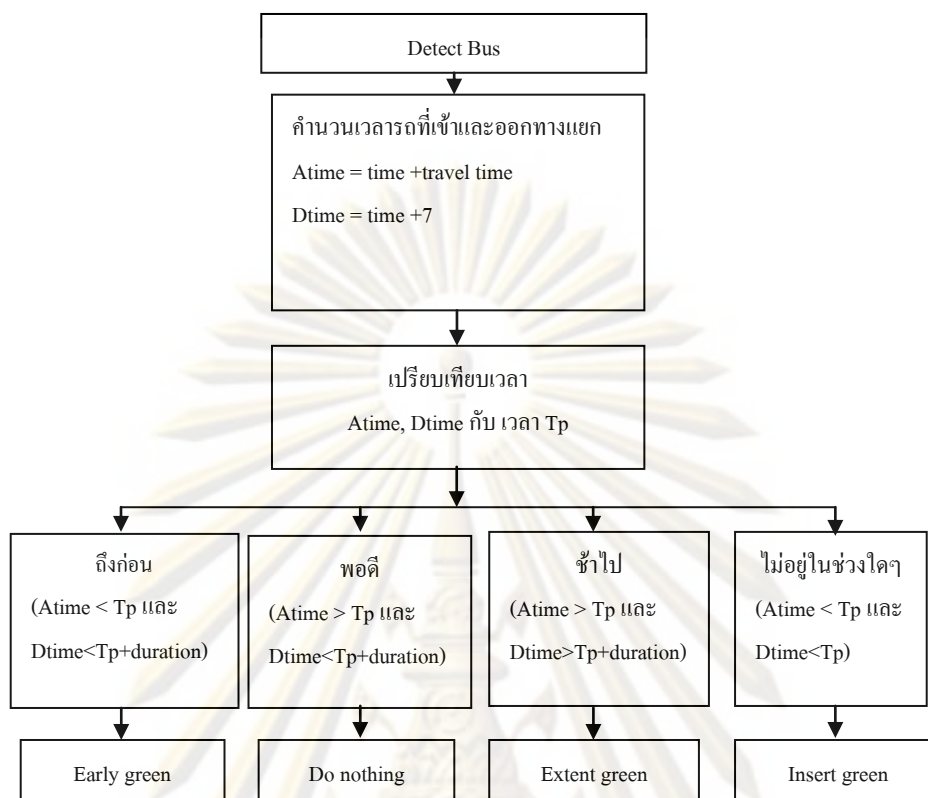 Detect Bus
คำนวนเวลารถที่เข้าและออกทางแยก
Atime = time +travel time
Dtime = time +7
เปรียบเทียบเวลา
Atime, Dtime กับ เวลา Tp
ถึงก่อน
(Atime < Tp และ
Dtime<Tp+duration)
พอดี
(Atime > Tp และ
Dtime<Tp+duration)
ช้าไป
(Atime > Tp และ
Dtime>Tp+duration)
ไม่อยู่ในช่วงใดๆ
(Atime < Tp และ
Dtime<Tp)
Early green
Do nothing
Extent green
Insert green